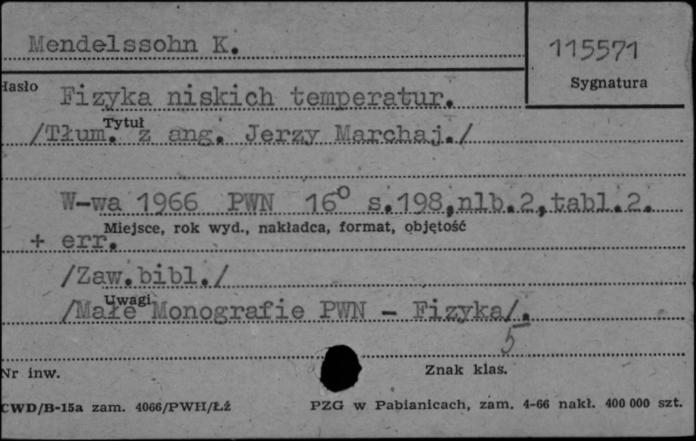 Mendelssohn K.
115571
Hasło
Sygnatura
Fizyka niskich temperatur.
Tytuł
/Tłum. z ang. Jerzy Marchaj./
W-wa 1966 PWN 16° s.198,nlb.2,tabl.2.
Miejsce, rok wyd., nakładca, format, objętość
+ err.
/Zaw.bibl./
Uwagi
/Małe Monografie PWN - Fizyka/.
5
Nr inw.
Znak klas.
CWD/B-15a zam. 4066/PWH/Łź
PZG w Pabianicach, zam. 4-66 nakł. 400 000 szt.